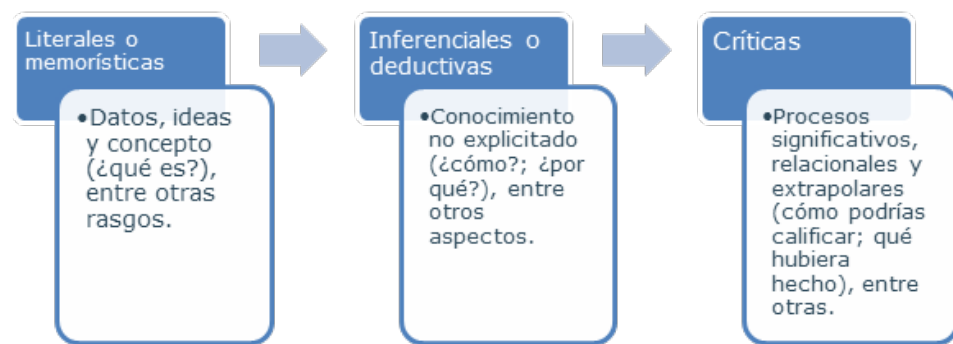 Literales o
memorísticas
•Datos, ideas
y concepto
(¿qué es?),
entre otras
rasgos.
Inferenciales o
deductivas
•Conocimiento
no explicitado
(¿cómo?; ¿por
qué?), entre
otros
aspectos.
Críticas
•Procesos
significativos,
relacionales y
extrapolares
(cómo podrías
calificar; qué
hubiera
hecho), entre
otras.